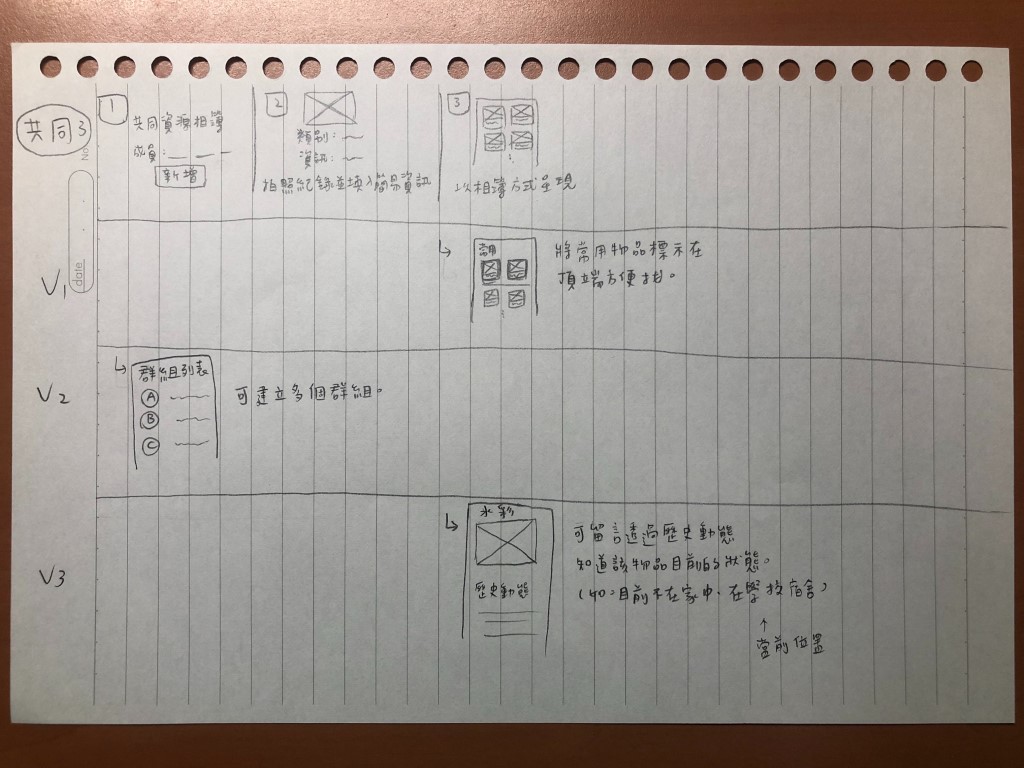 共同3
No
date
1
共同資源相簿
成員：
新增
2
類別：
資訊：
拍照紀錄並填入簡易資訊
3
以相簿方式呈現
V1
常用
將常用物品標示在
頂端方便找。
V2
群組列表
A
B
C
可建立多個群組。
V3
水彩
歷史動態
可留言透過歷史動態
知道該物品目前的狀態。
(如：目前不在家中、在學校宿舍)
↑
當前位置